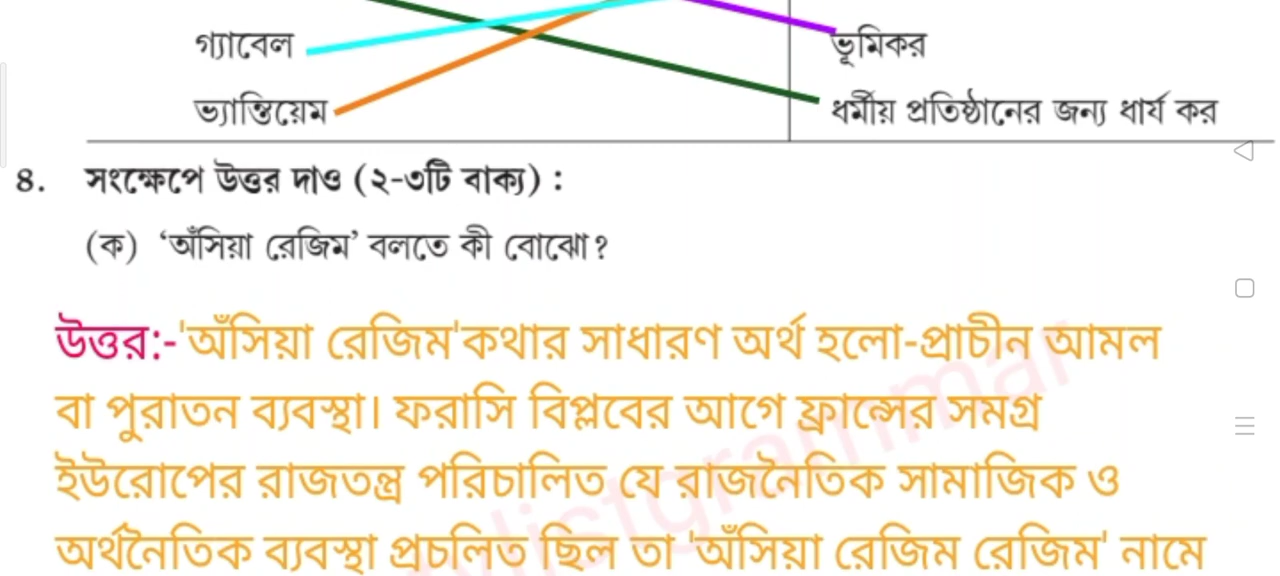 গ্যাবেল
ভূমিকর
ভ্যান্তিয়েম
ধর্মীয় প্রতিষ্ঠানের জন্য ধার্য কর
৪. সংক্ষেপে উত্তর দাও (২-৩টি বাক্য) :
(ক) ‘অঁসিয়া রেজিম’ বলতে কী বোঝো?
উত্তর:-'অঁসিয়া রেজিম'কথার সাধারণ অর্থ হলো-প্রাচীন আমল
বা পুরাতন ব্যবস্থা। ফরাসি বিপ্লবের আগে ফ্রান্সের সমগ্র
ইউরোপের রাজতন্ত্র পরিচালিত যে রাজনৈতিক সামাজিক ও
অর্থনৈতিক ব্যবস্থা প্রচলিত ছিল তা 'অঁসিয়া রেজিম রেজিম' নামে